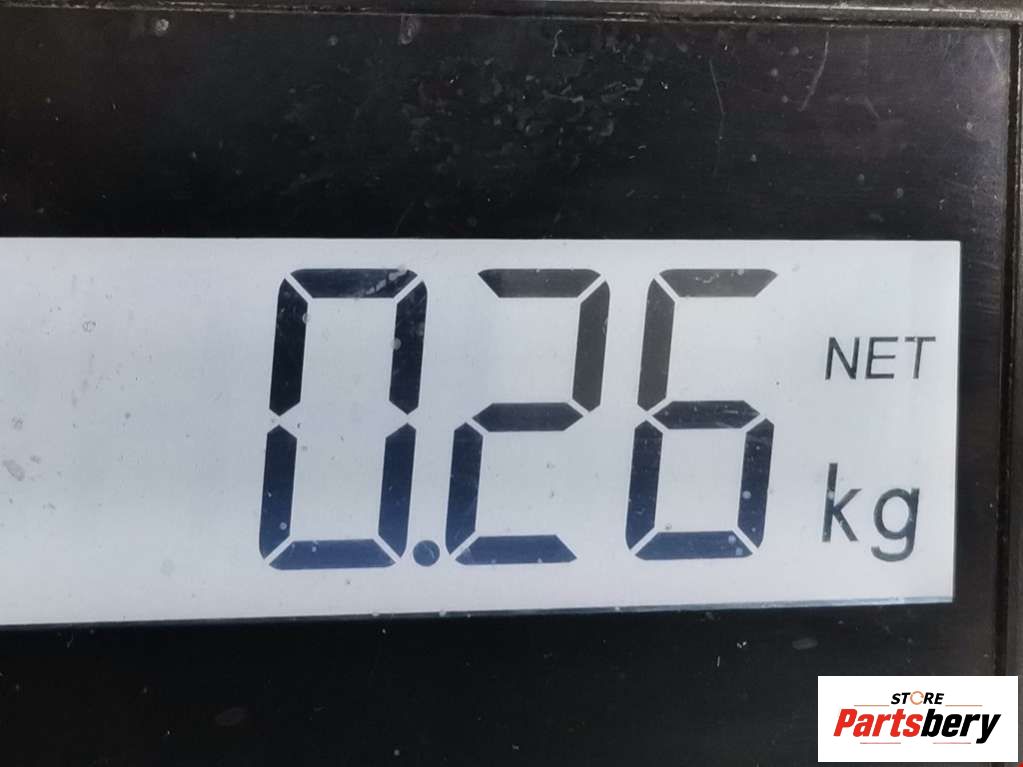 0.26
NET
kg
STORE
Partsbery